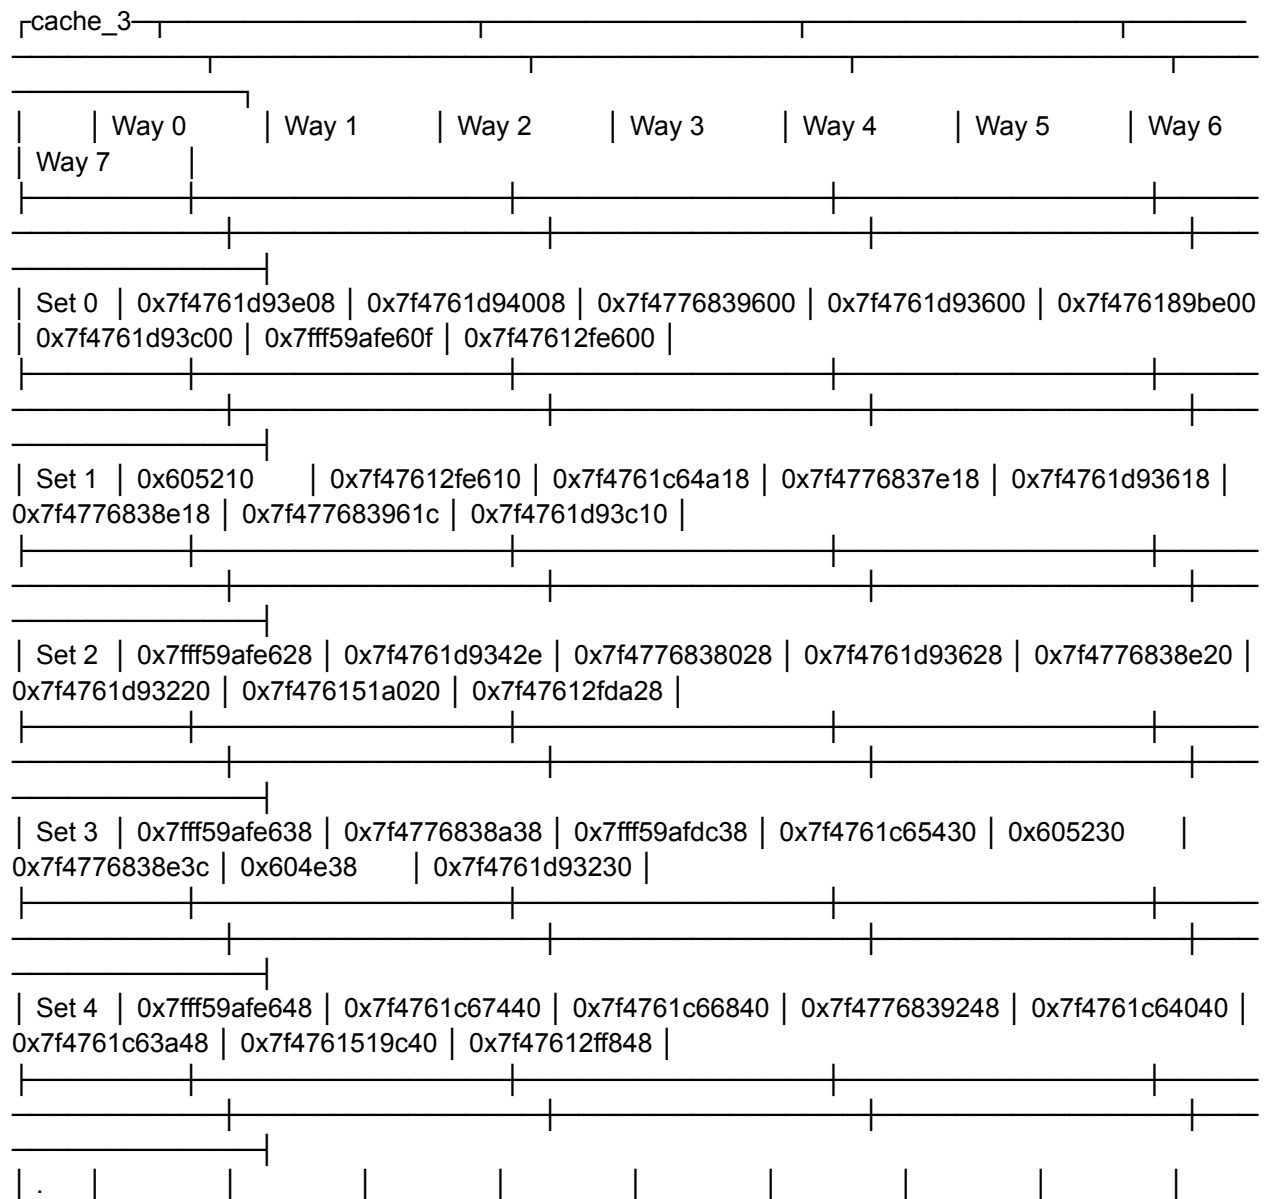 ┌cache_3─┬───────────────────┬───────────────────┬───────────────────┬───────
────────────┬───────────────────┬───────────────────┬───────────────────┬─────
──────────────┐
│ │ Way 0 │ Way 1 │ Way 2 │ Way 3 │ Way 4 │ Way 5 │ Way 6
│ Way 7 │
├──────────┼───────────────────┼───────────────────┼───────────────────┼─────
─────────────┼───────────────────┼───────────────────┼───────────────────┼────
───────────────┤
│ Set 0 │ 0x7f4761d93e08 │ 0x7f4761d94008 │ 0x7f4776839600 │ 0x7f4761d93600 │ 0x7f476189be00
│ 0x7f4761d93c00 │ 0x7fff59afe60f │ 0x7f47612fe600 │
├──────────┼───────────────────┼───────────────────┼───────────────────┼─────
─────────────┼───────────────────┼───────────────────┼───────────────────┼────
───────────────┤
│ Set 1 │ 0x605210 │ 0x7f47612fe610 │ 0x7f4761c64a18 │ 0x7f4776837e18 │ 0x7f4761d93618 │
0x7f4776838e18 │ 0x7f477683961c │ 0x7f4761d93c10 │
├──────────┼───────────────────┼───────────────────┼───────────────────┼─────
─────────────┼───────────────────┼───────────────────┼───────────────────┼────
───────────────┤
│ Set 2 │ 0x7fff59afe628 │ 0x7f4761d9342e │ 0x7f4776838028 │ 0x7f4761d93628 │ 0x7f4776838e20 │
0x7f4761d93220 │ 0x7f476151a020 │ 0x7f47612fda28 │
├──────────┼───────────────────┼───────────────────┼───────────────────┼─────
─────────────┼───────────────────┼───────────────────┼───────────────────┼────
───────────────┤
│ Set 3 │ 0x7fff59afe638 │ 0x7f4776838a38 │ 0x7fff59afdc38 │ 0x7f4761c65430 │ 0x605230 │
0x7f4776838e3c │ 0x604e38 │ 0x7f4761d93230 │
├──────────┼───────────────────┼───────────────────┼───────────────────┼─────
─────────────┼───────────────────┼───────────────────┼───────────────────┼────
───────────────┤
│ Set 4 │ 0x7fff59afe648 │ 0x7f4761c67440 │ 0x7f4761c66840 │ 0x7f4776839248 │ 0x7f4761c64040 │
0x7f4761c63a48 │ 0x7f4761519c40 │ 0x7f47612ff848 │
├──────────┼───────────────────┼───────────────────┼───────────────────┼─────
─────────────┼───────────────────┼───────────────────┼───────────────────┼────
───────────────┤
│ . │ │ │ │ │ │ │ │ │